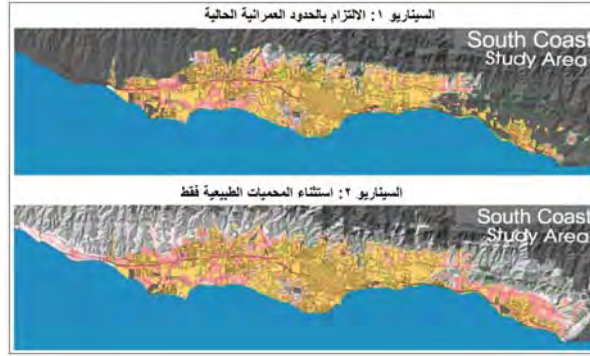 السيناريو ١: الالتزام بالحدود العمرانية الحالية
South Coast
Study Area
السيناريو ٢: استثناء المحميات الطبيعية فقط
South Coast
Study Area